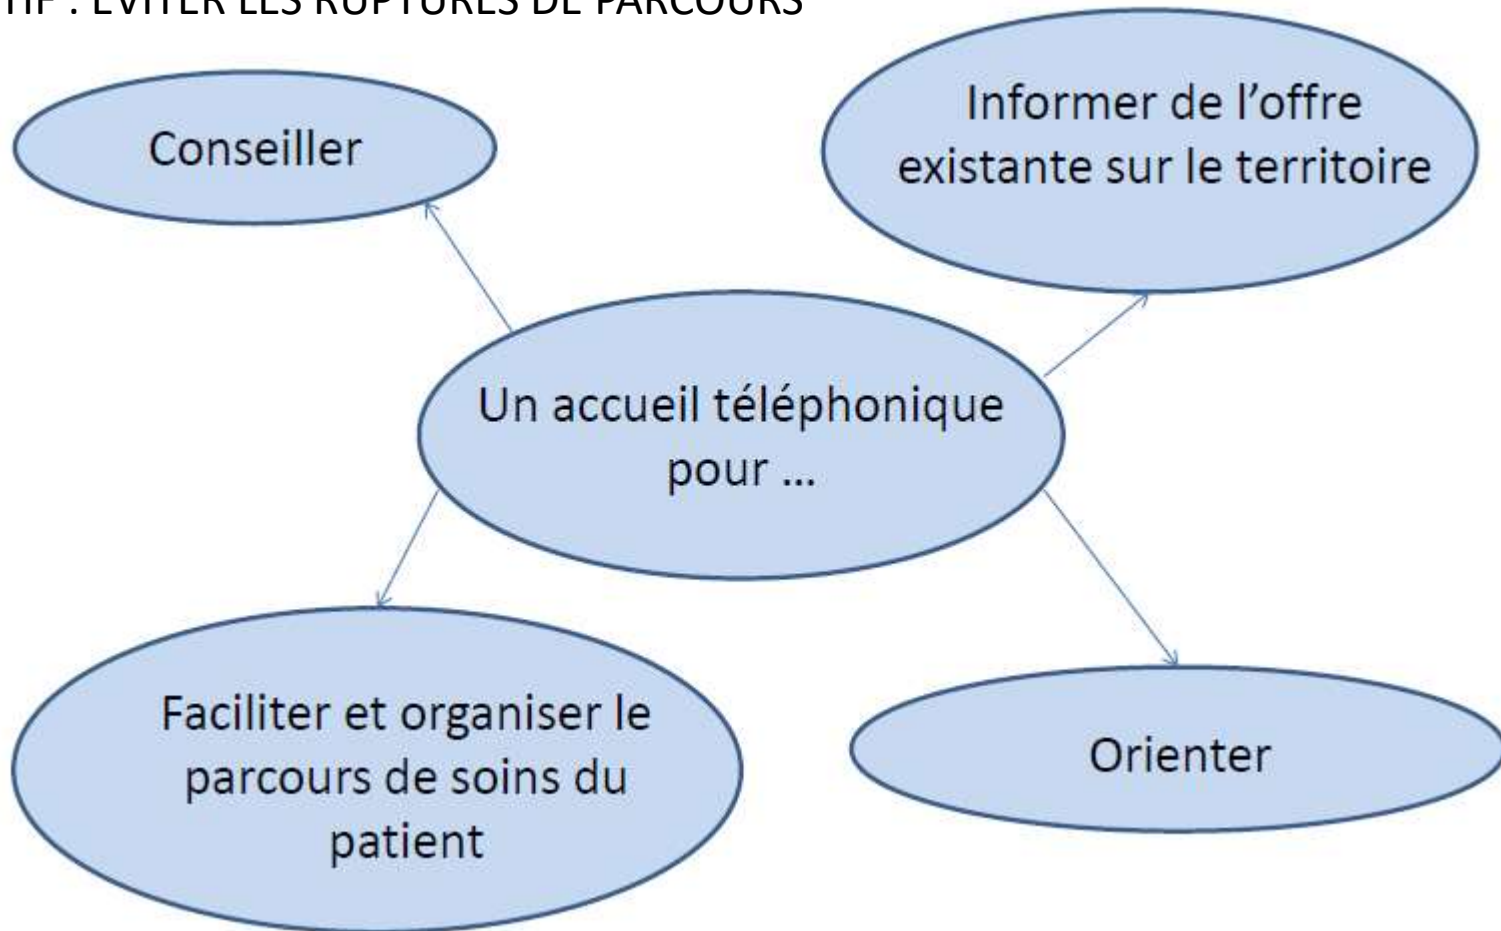 TIF : EVITER LES RUPTURES DE PARCOURS
Conseiller
Informer de l’offre
existante sur le territoire
Un accueil téléphonique
pour ...
Faciliter et organiser le
parcours de soins du
patient
Orienter